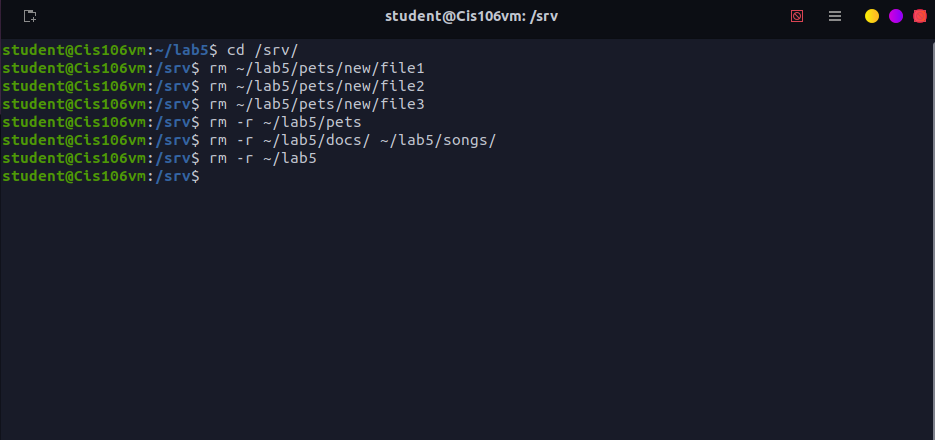 student@Cis106vm: /srv
student@Cis106vm:~/lab5$ cd /srv/
student@Cis106vm:/srv$ rm ~/lab5/pets/new/file1
student@Cis106vm:/srv$ rm ~/lab5/pets/new/file2
student@Cis106vm:/srv$ rm ~/lab5/pets/new/file3
student@Cis106vm:/srv$ rm -r ~/lab5/pets
student@Cis106vm:/srv$ rm -r ~/lab5/docs/ ~/lab5/songs/
student@Cis106vm:/srv$ rm -r ~/lab5
student@Cis106vm:/srv$